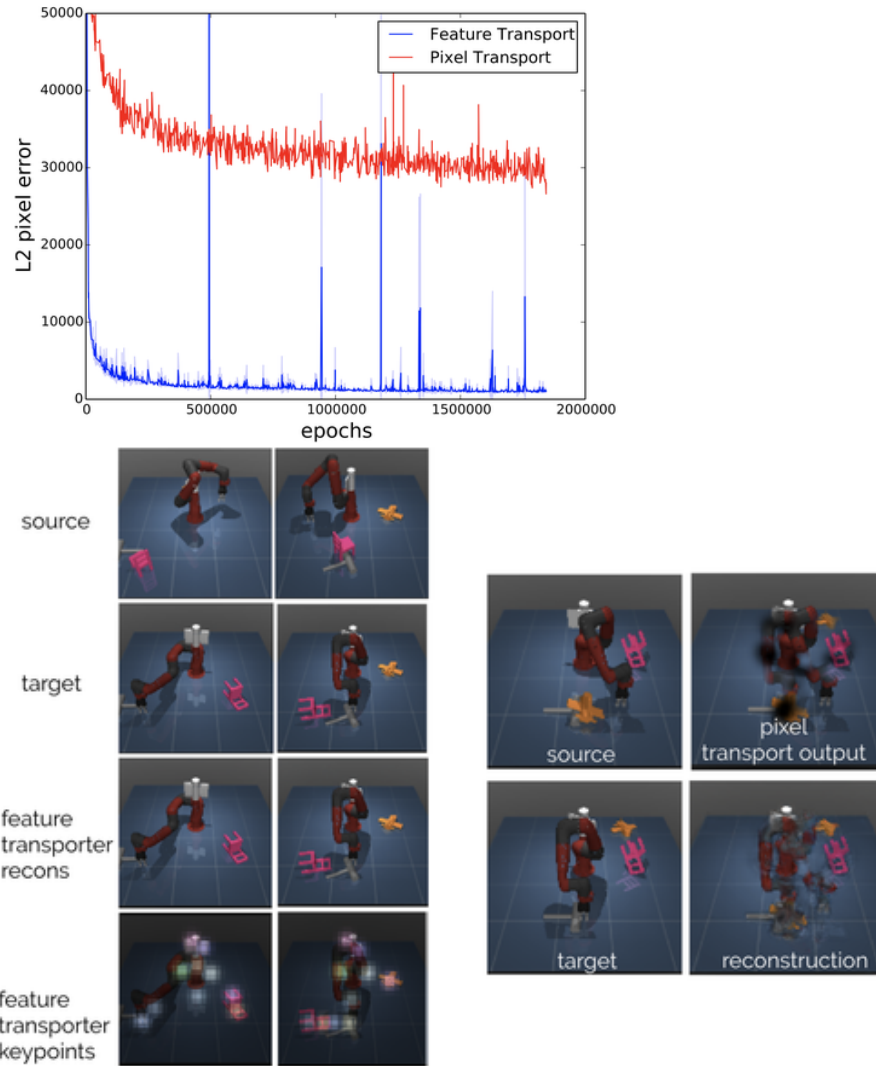 50000
40000
30000
20000
10000
0
L2 pixel error
Feature Transport
Pixel Transport
0
500000
1000000
1500000
2000000
epochs
source
target
feature
transporter
recons
feature
transporter
keypoints
source
pixel
transport output
target
reconstruction